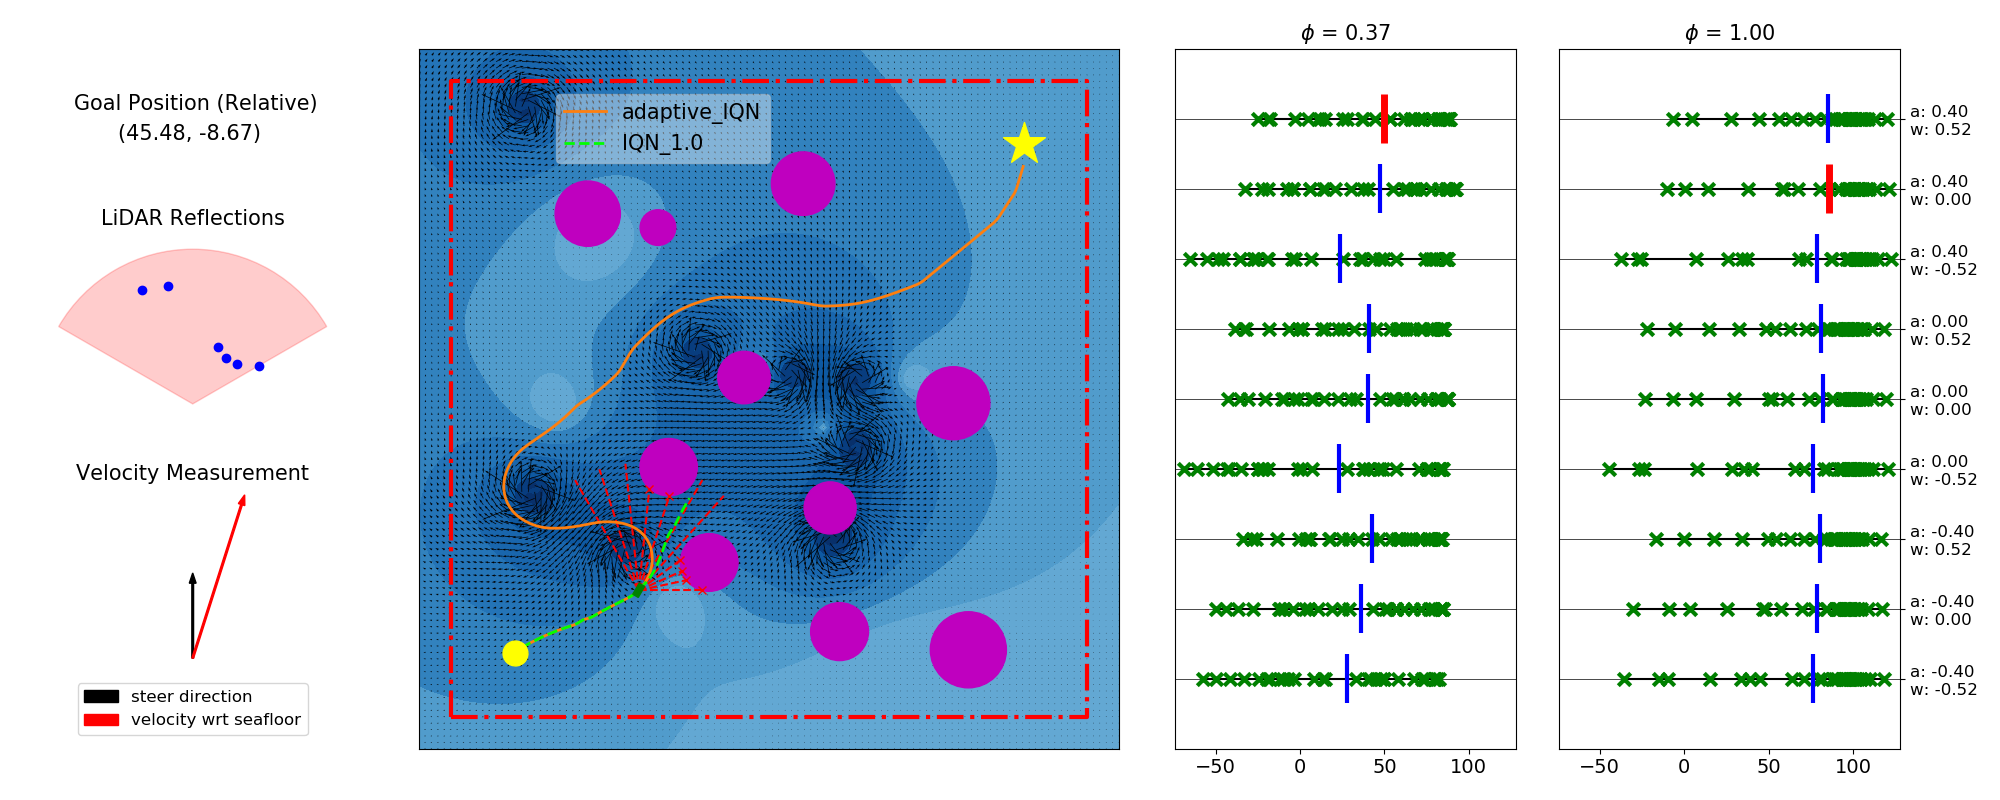 Goal Position (Relative)
(45.48, -8.67)
LiDAR Reflections
Velocity Measurement
steer direction
velocity wrt seafloor
adaptive_IQN
IQN_1.0
ϕ = 0.37
−50
0
50
100
ϕ = 1.00
a: 0.40
w: 0.52
a: 0.40
w: 0.00
a: 0.40
w: -0.52
a: 0.00
w: 0.52
a: 0.00
w: 0.00
a: 0.00
w: -0.52
a: -0.40
w: 0.52
a: -0.40
w: 0.00
a: -0.40
w: -0.52
−50
0
50
100